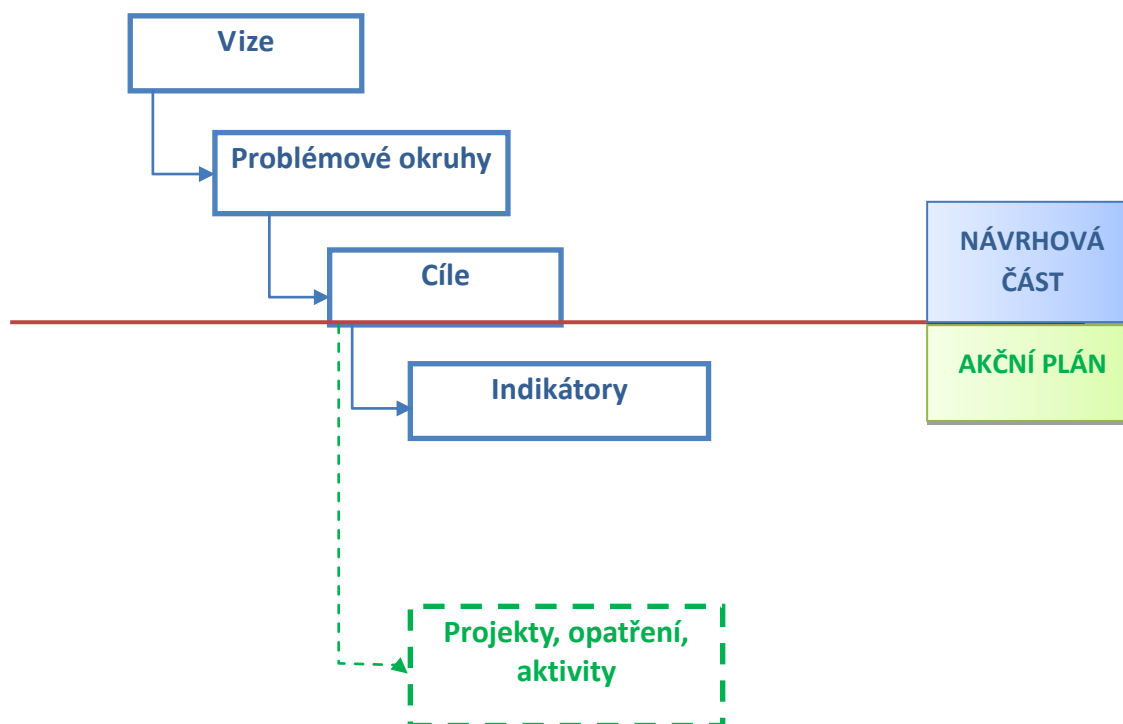 Vize
Problémové okruhy
NÁVRHOVÁ
ČÁST
Cíle
AKČNÍ PLÁN
Indikátory
Projekty, opatření,
aktivity